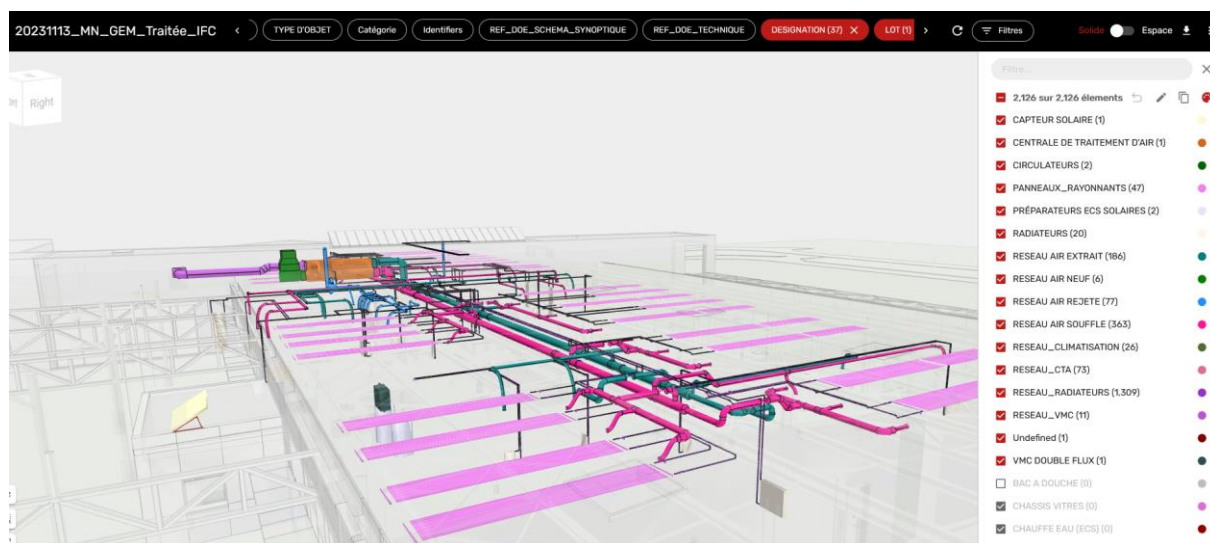 20231113_MN_GEM_Traitée_IFC
TYPE D'OBJET
Catégorie
Identifiers
REF_DOE_SCHEMA_SYNOPTIQUE
REF_DOE_TECHNIQUE
DESIGNATION (37)
LOT (1)
Filtres
Solide
Espace
Right
Filtre...
2,126 sur 2,126 élements
CAPTEUR SOLAIRE (1)
CENTRALE DE TRAITEMENT D'AIR (1)
CIRCULATEURS (2)
PANNEAUX_RAYONNANTS (47)
PRÉPARATEURS ECS SOLAIRES (2)
RADIATEURS (20)
RESEAU AIR EXTRAIT (186)
RESEAU AIR NEUF (6)
RESEAU AIR REJETE (77)
RESEAU AIR SOUFFLE (363)
RESEAU_CLIMATISATION (26)
RESEAU_CTA (73)
RESEAU_RADIATEURS (1,309)
RESEAU_VMC (11)
Undefined (1)
VMC DOUBLE FLUX (1)
BAC A DOUCHE (0)
CHASSIS VITRES (0)
CHAUFFE EAU (ECS) (0)